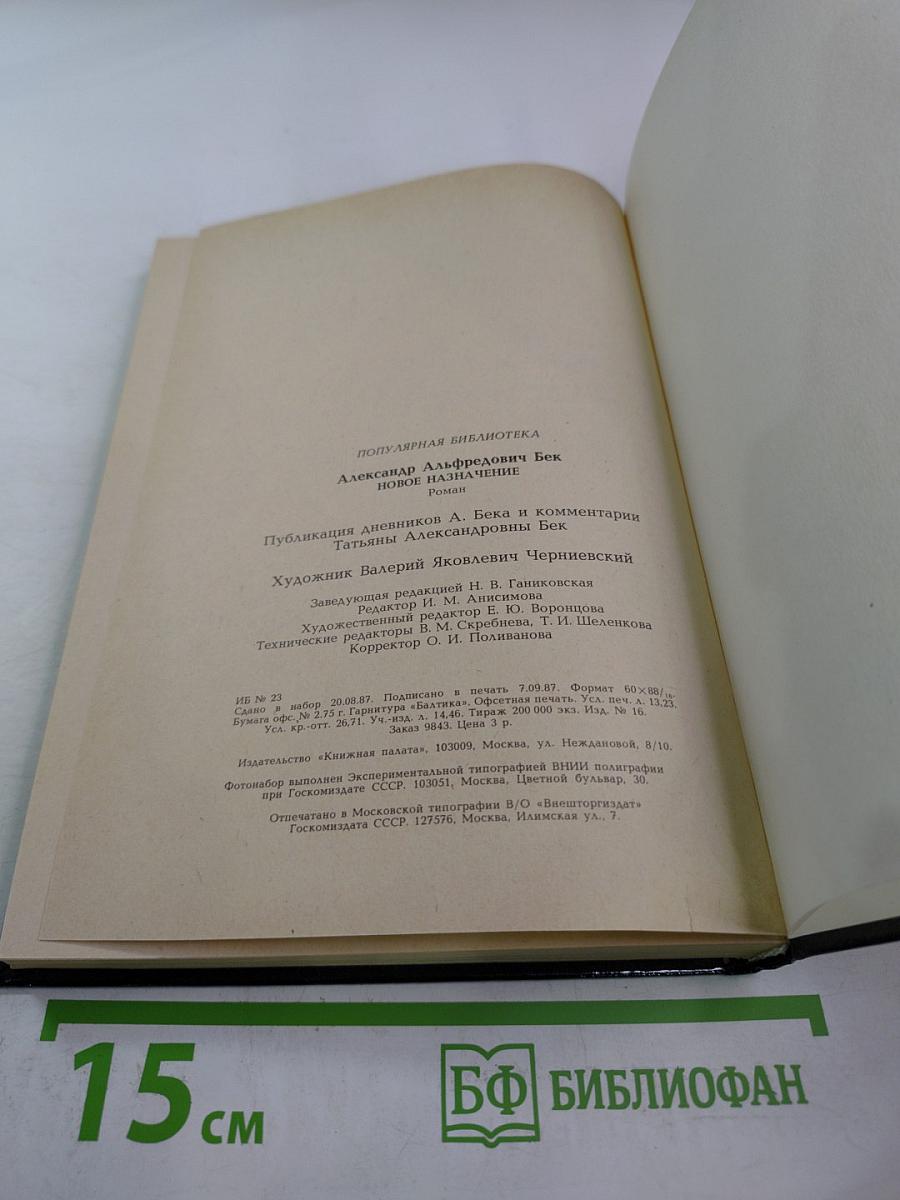 ПОПУЛЯРНАЯ БИБЛИОТЕКА
Александр Альфредович Бек
НОВОЕ НАЗНАЧЕНИЕ
Роман
Публикация дневников А. Бека и комментарии
Татьяны Александровны Бек
Художник Валерий Яковлевич Черниевский
Заведующая редакцией Н. В. Ганиковская
Редактор И. М. Анисимова
Художественный редактор Е. Ю. Воронцова
Технические редакторы В. М. Скребнева, Т. И. Шеленкова
Корректор О. И. Поливанова
ИБ № 23
Сдано в набор 20.08.87. Подписано в печать 7.09.87. Формат 60×88/16.
Бумага офс. № 2.75 г. Гарнитура «Балтика». Офсетная печать. Усл. печ. л. 13,23.
Усл. кр.-отт. 26,71. Уч.-изд. л. 14,46. Тираж 200 000 экз. Изд. № 16.
Заказ 9843. Цена 3 р.
Издательство «Книжная палата», 103009, Москва, ул. Неждановой, 8/10.
Фотонабор выполнен Экспериментальной типографией ВНИИ полиграфии
при Госкомиздате СССР. 103051, Москва, Цветной бульвар, 30.
Отпечатано в Московской типографии В/О «Внешторгиздат»
Госкомиздата СССР. 127576, Москва, Илимская ул., 7.
15 см
БФ БИБЛИОФАН